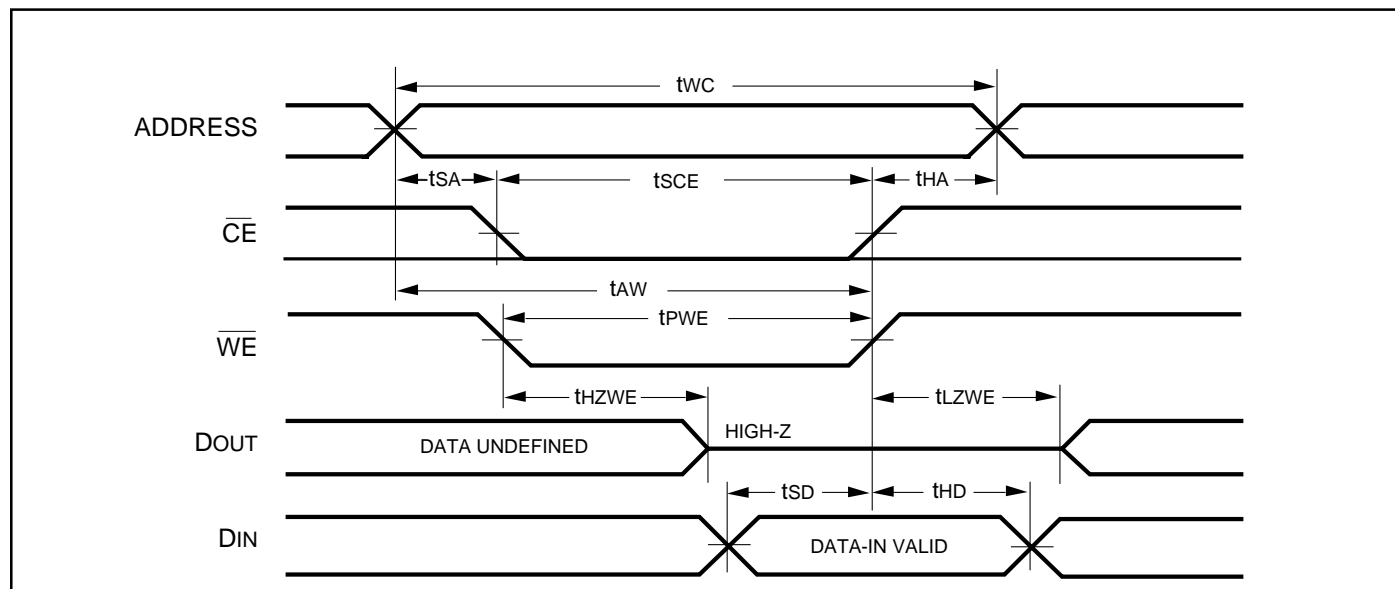 tWC
ADDRESS
tSA
tSCE
tHA
CE
tAW
tPWE
WE
tHZWE
tLZWE
DOUT
DATA UNDEFINED
HIGH-Z
tSD
tHD
DIN
DATA-IN VALID